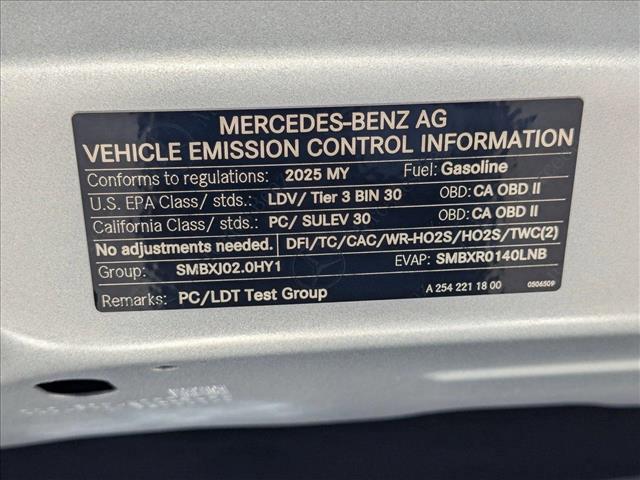 MERCEDES-BENZ AG
VEHICLE EMISSION CONTROL INFORMATION
Conforms to regulations: 2025 MY Fuel: Gasoline
U.S. EPA Class/ stds.: LDV/ Tier 3 BIN 30 OBD: CA OBD II
California Class/ stds.: PC/ SULEV 30 OBD: CA OBD II
No adjustments needed. DFI/TC/CAC/WR-HO2S/HO2S/TWC(2)
Group: SMBXJ02.0HY1 EVAP: SMBXR0140LNB
Remarks: PC/LDT Test Group A 254 221 18 00 0506509